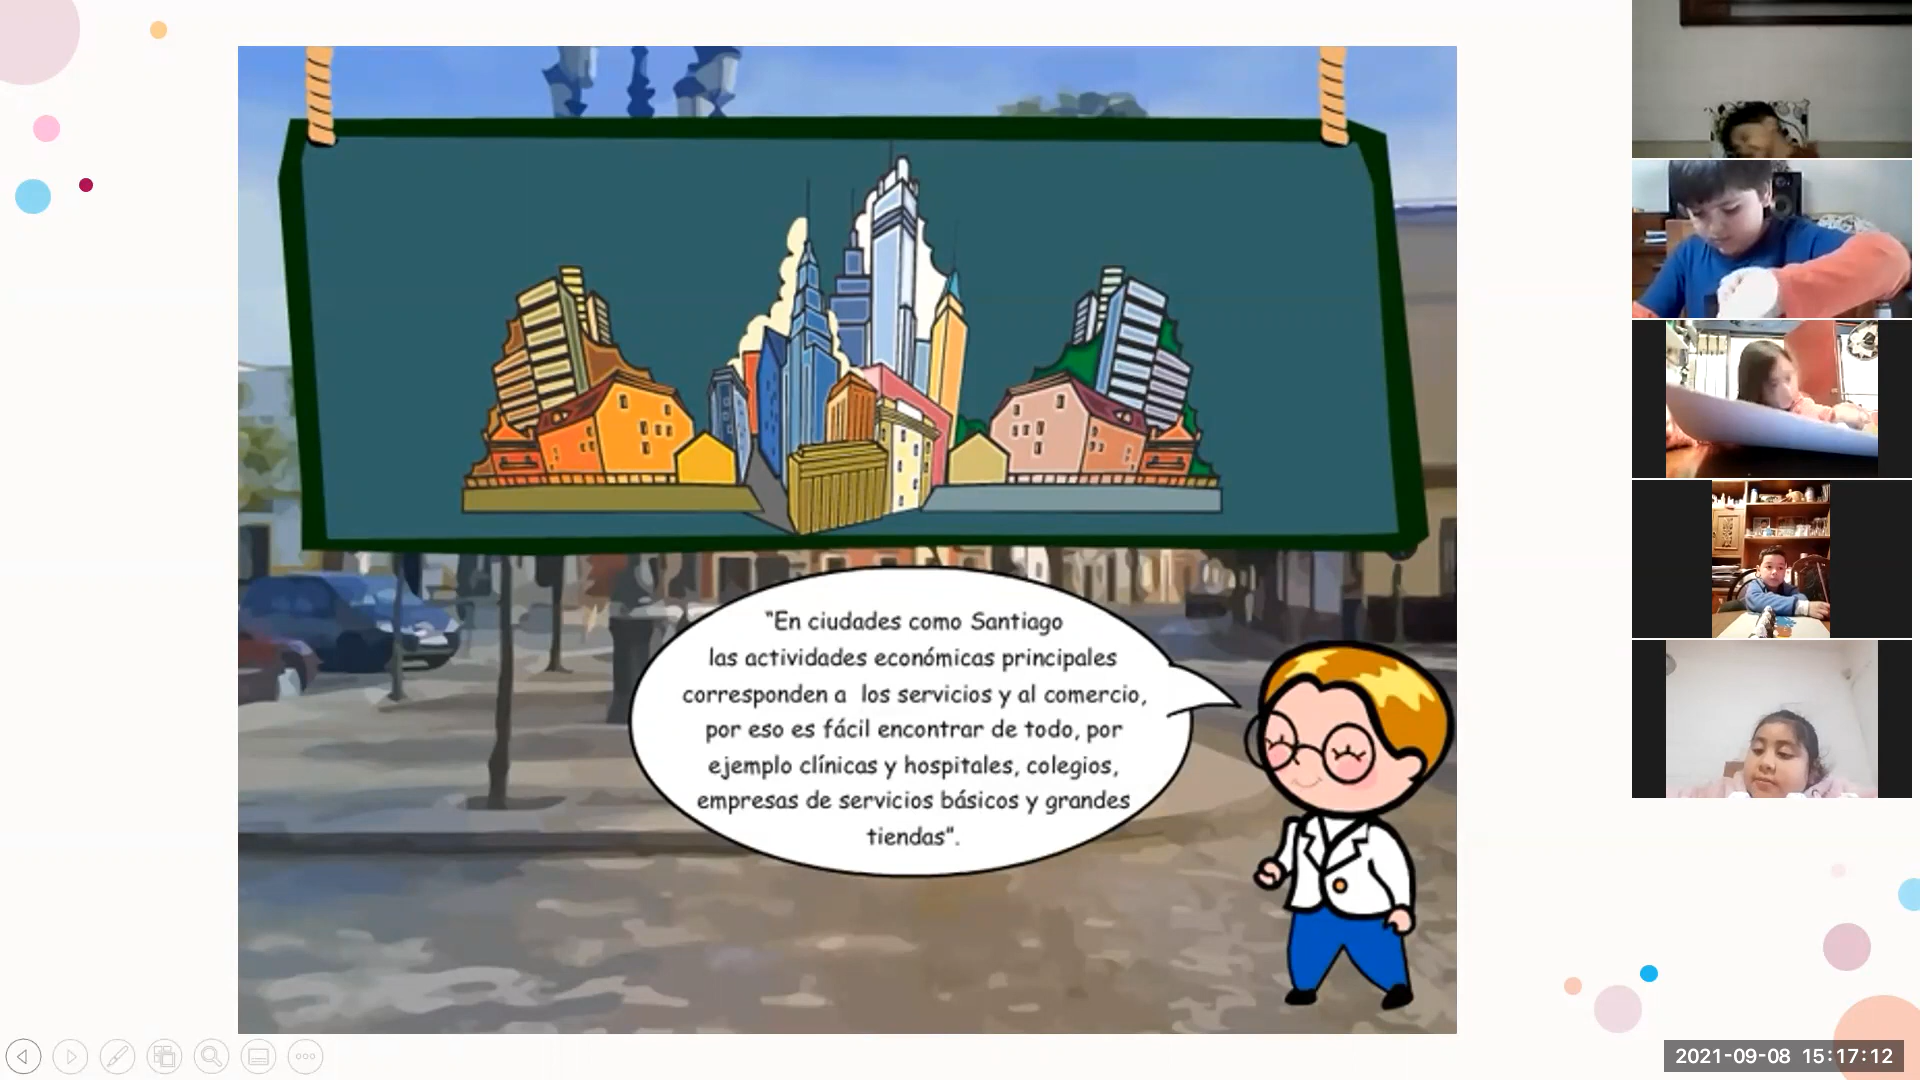 "En ciudades como Santiago
las actividades económicas principales
corresponden a los servicios y al comercio,
por eso es fácil encontrar de todo, por
ejemplo clínicas y hospitales, colegios,
empresas de servicios básicos y grandes
tiendas".
2021-09-08 15:17:12